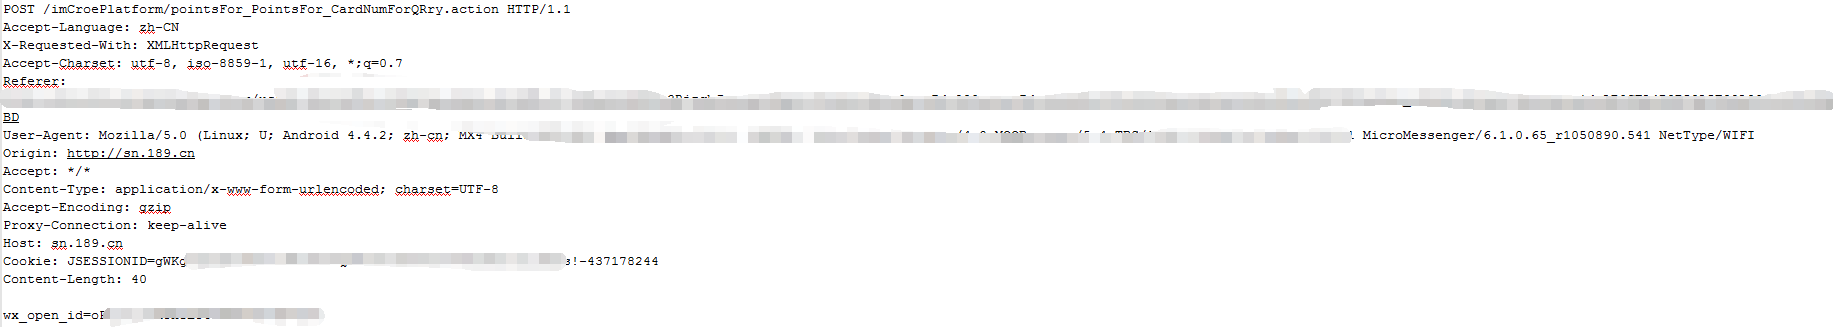 POST /imCroePlatform/pointsFor_PointsFor_CardNumForQRry.action HTTP/1.1
Accept-Language: zh-CN
X-Requested-With: XMLHttpRequest
Accept-Charset: utf-8, iso-8859-1, utf-16, *;q=0.7
Referer:
BD
User-Agent: Mozilla/5.0 (Linux; U; Android 4.4.2; zh-cn; MX4 MicroMessenger/6.1.0.65_r1050890.541 NetType/WIFI
Origin: http://sn.189.cn
Accept: */*
Content-Type: application/x-www-form-urlencoded; charset=UTF-8
Accept-Encoding: gzip
Proxy-Connection: keep-alive
Host: sn.189.cn
Cookie: JSESSIONID=gWKg s!-437178244
Content-Length: 40
wx_open_id=o